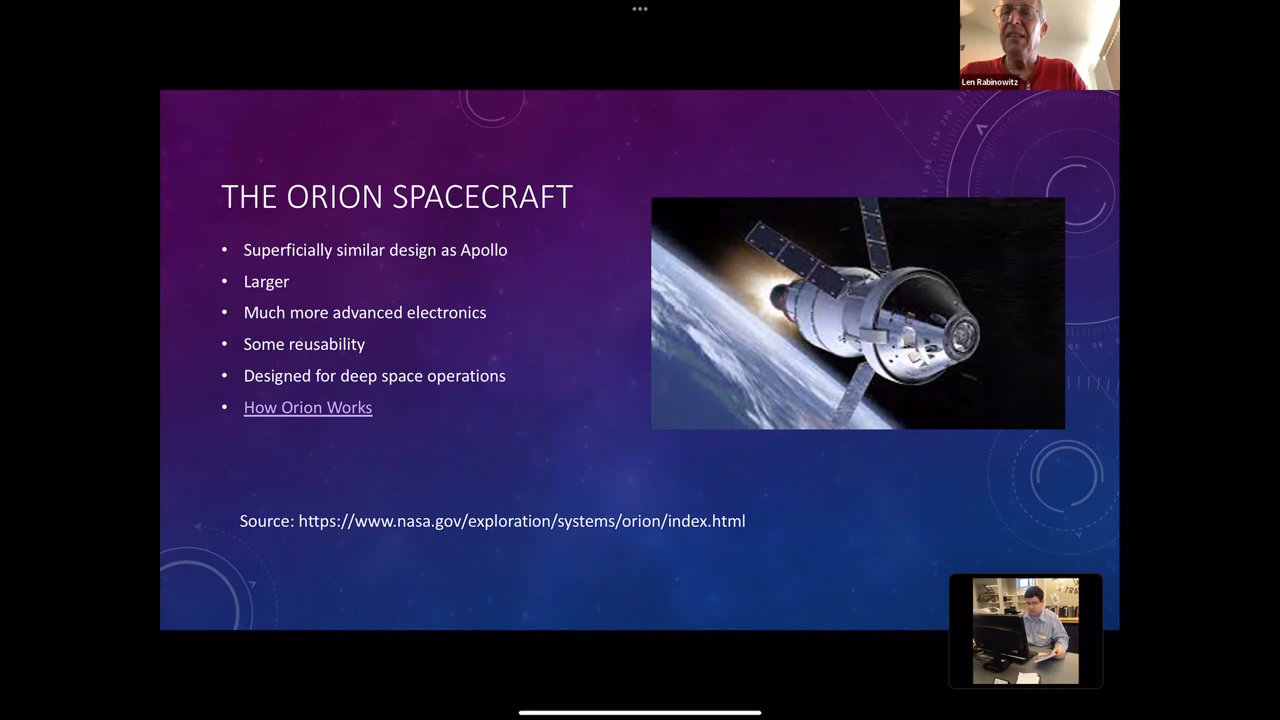 Len Rabinowitz
THE ORION SPACECRAFT
• Superficially similar design as Apollo
• Larger
• Much more advanced electronics
• Some reusability
• Designed for deep space operations
• How Orion Works
Source: https://www.nasa.gov/exploration/systems/orion/index.html